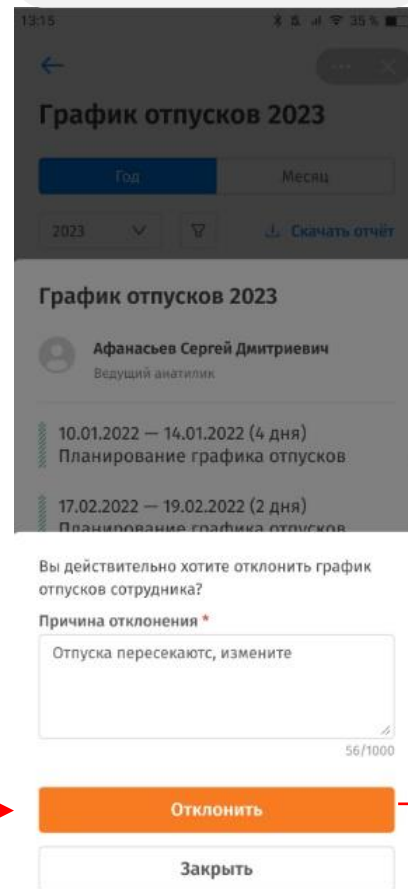 13:15
35 %
График отпусков 2023
Год
Месяц
2023
Скачать отчёт
График отпусков 2023
Афанасьев Сергей Дмитриевич
Ведущий анатилик
10.01.2022 — 14.01.2022 (4 дня)
Планирование графика отпусков
17.02.2022 — 19.02.2022 (2 дня)
Планирование графика отпусков
Вы действительно хотите отклонить график
отпусков сотрудника?
Причина отклонения *
Отпуска пересекаютс, измените
56/1000
Отклонить
Закрыть